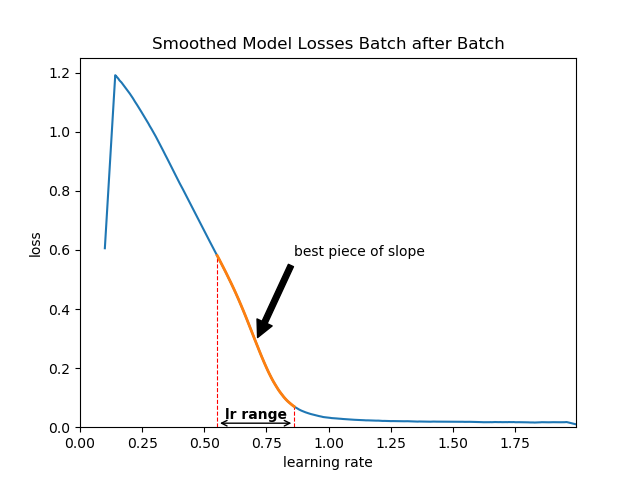 Smoothed Model Losses Batch after Batch
1.2
1.0
0.8
0.6
0.4
0.2
0.0
loss
best piece of slope
lr range
0.00 0.25 0.50 0.75 1.00 1.25 1.50 1.75
learning rate